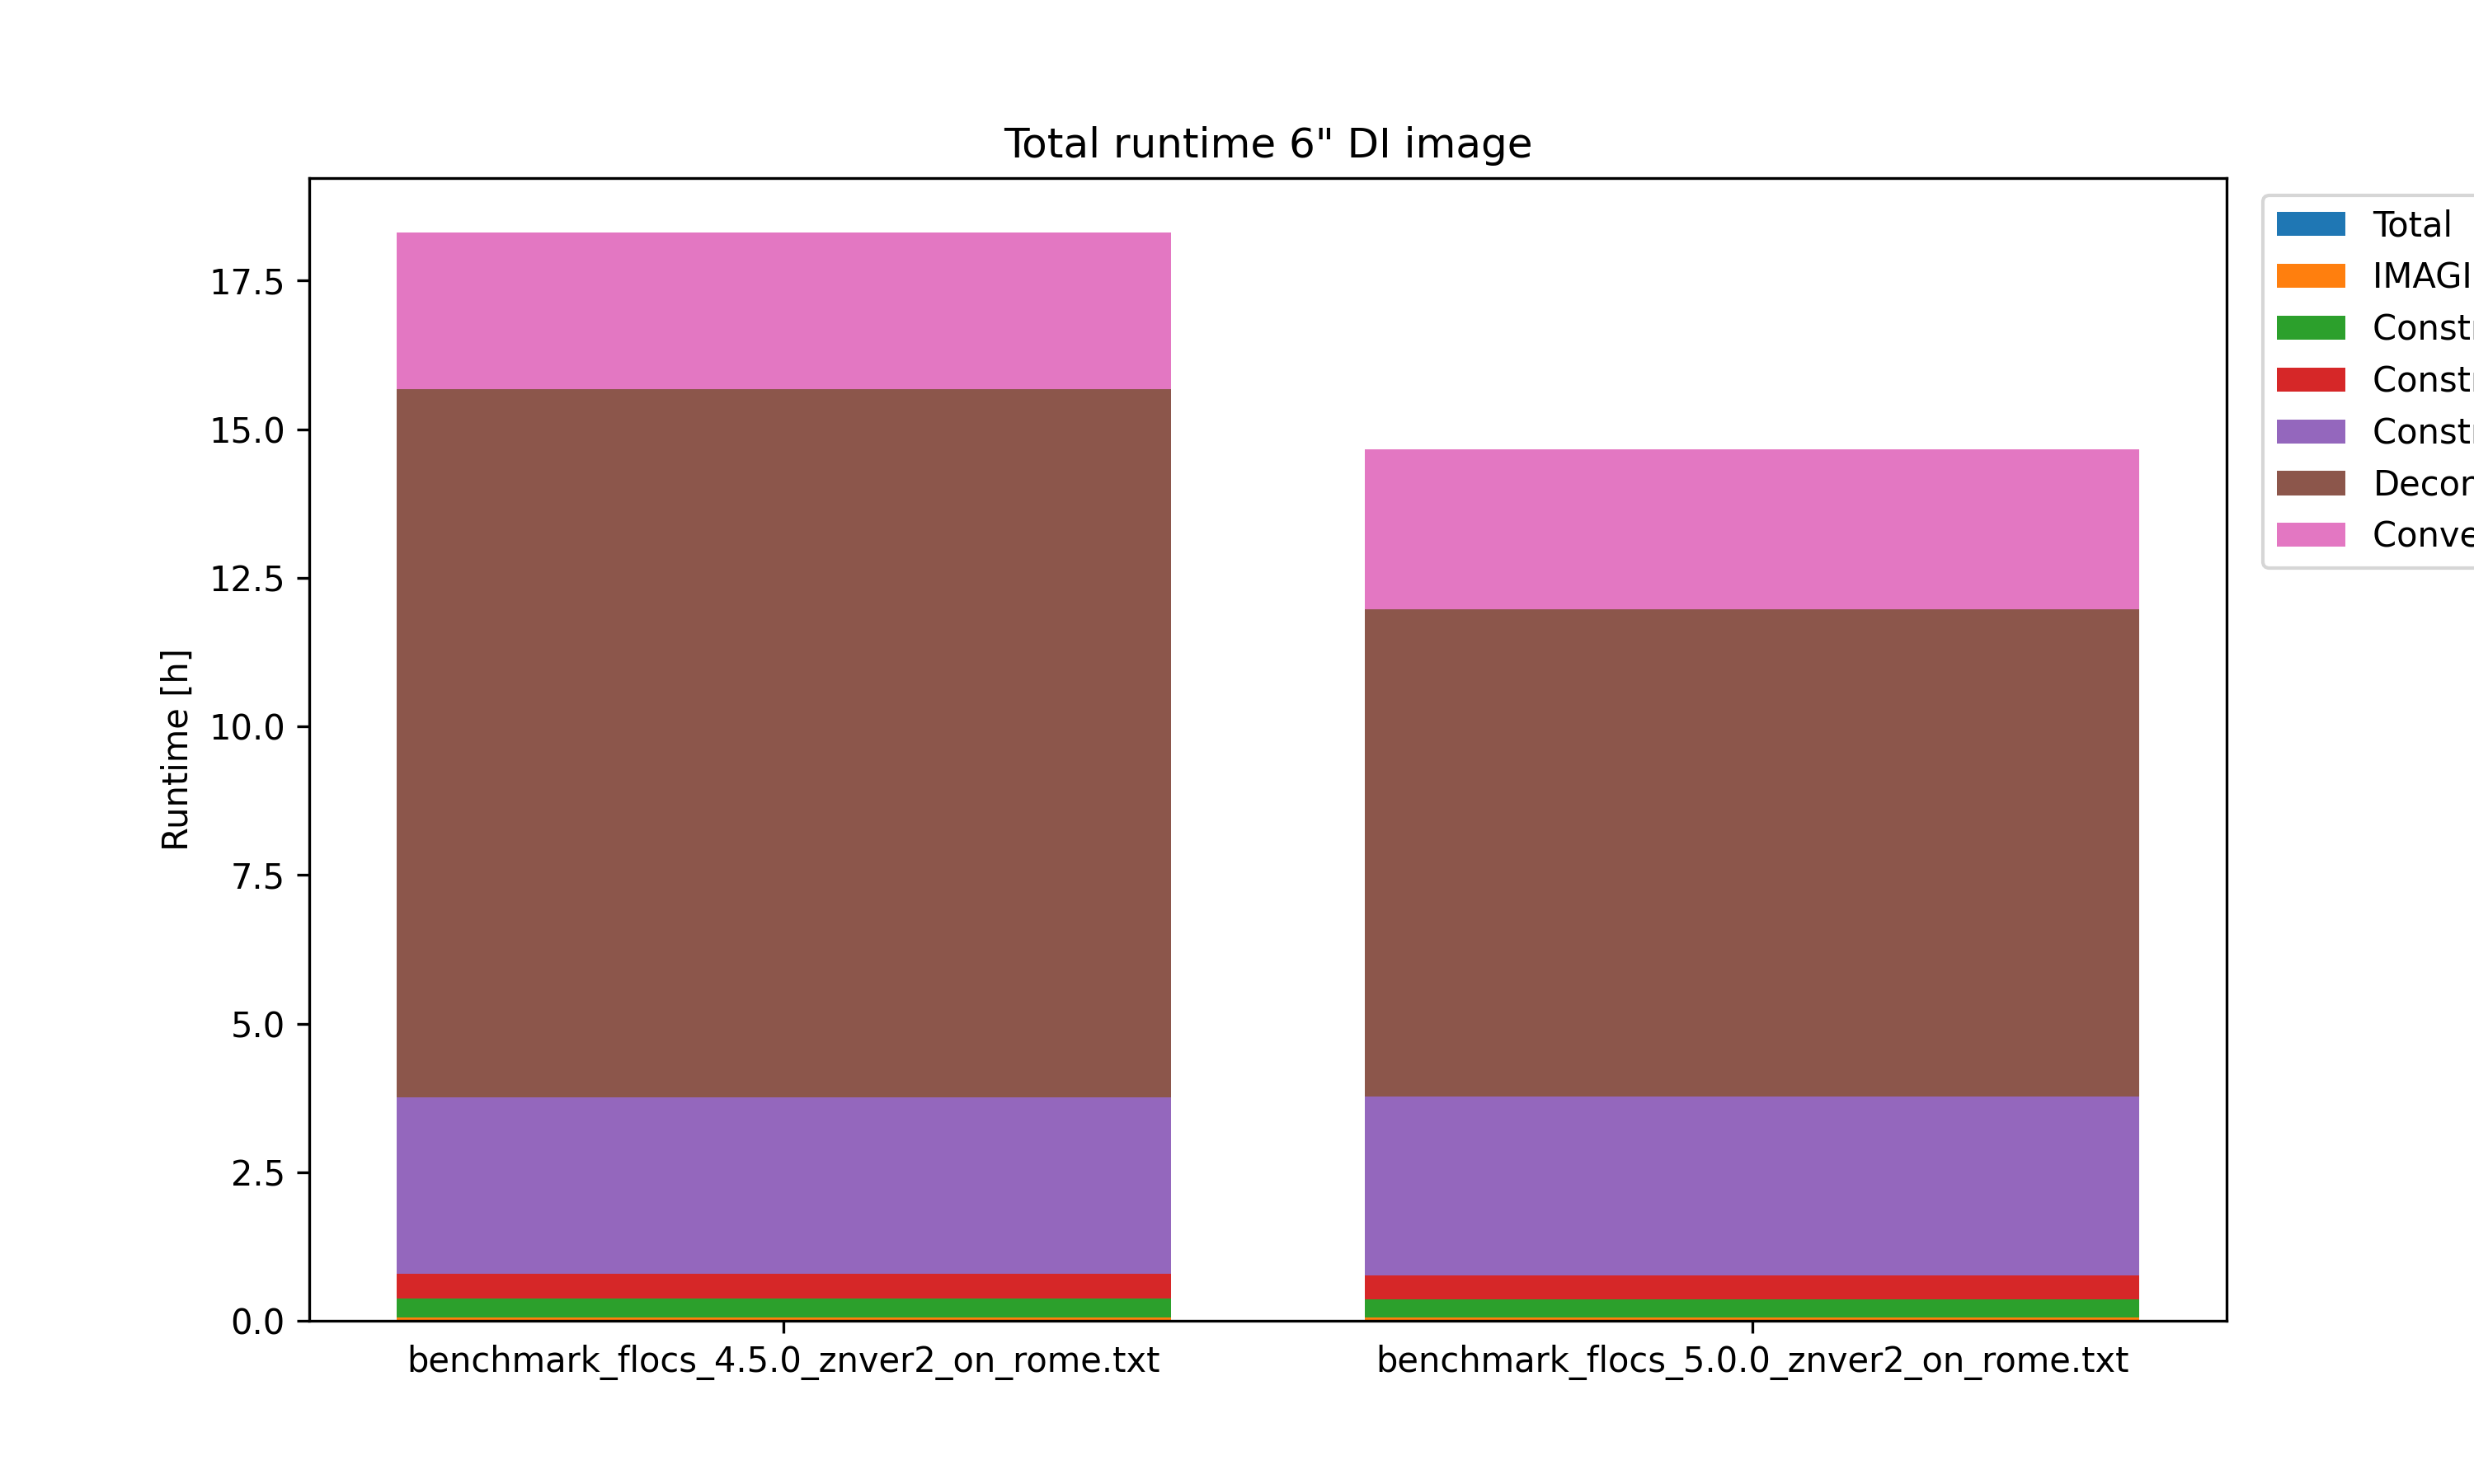 Total runtime 6" DI image
17.5
15.0
12.5
10.0
7.5
5.0
2.5
0.0
Runtime [h]
benchmark_flocs_4.5.0_znver2_on_rome.txt
benchmark_flocs_5.0.0_znver2_on_rome.txt
Total
IMAGI
Constr
Constr
Constr
Decon
Conve